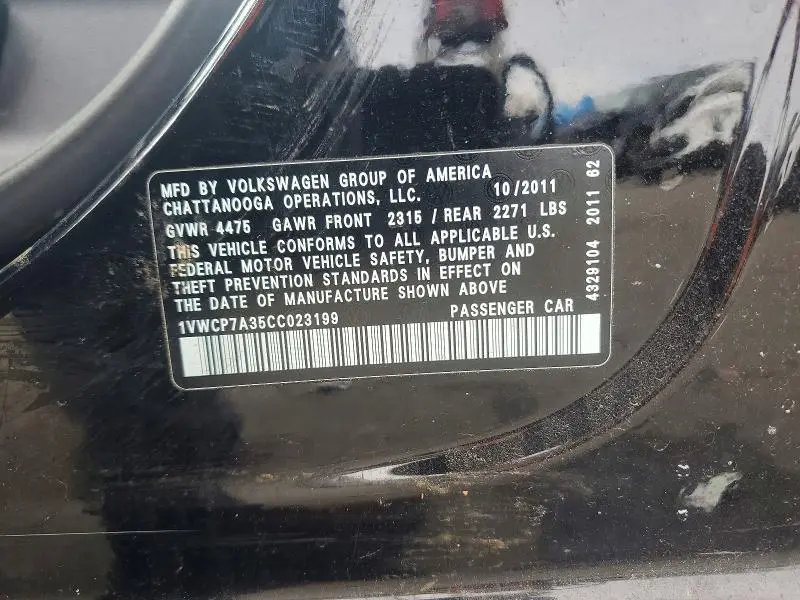 MFD BY VOLKSWAGEN GROUP OF AMERICA
CHATTANOOGA OPERATIONS, LLC. 10/2011
GVWR 4475 GAWR FRONT 2315 / REAR 2271 LBS
THIS VEHICLE CONFORMS TO ALL APPLICABLE U.S.
FEDERAL MOTOR VEHICLE SAFETY, BUMPER AND
THEFT PREVENTION STANDARDS IN EFFECT ON
THE DATE OF MANUFACTURE SHOWN ABOVE
1VWCP7A35CC023199 PASSENGER CAR
4329104 2011 62